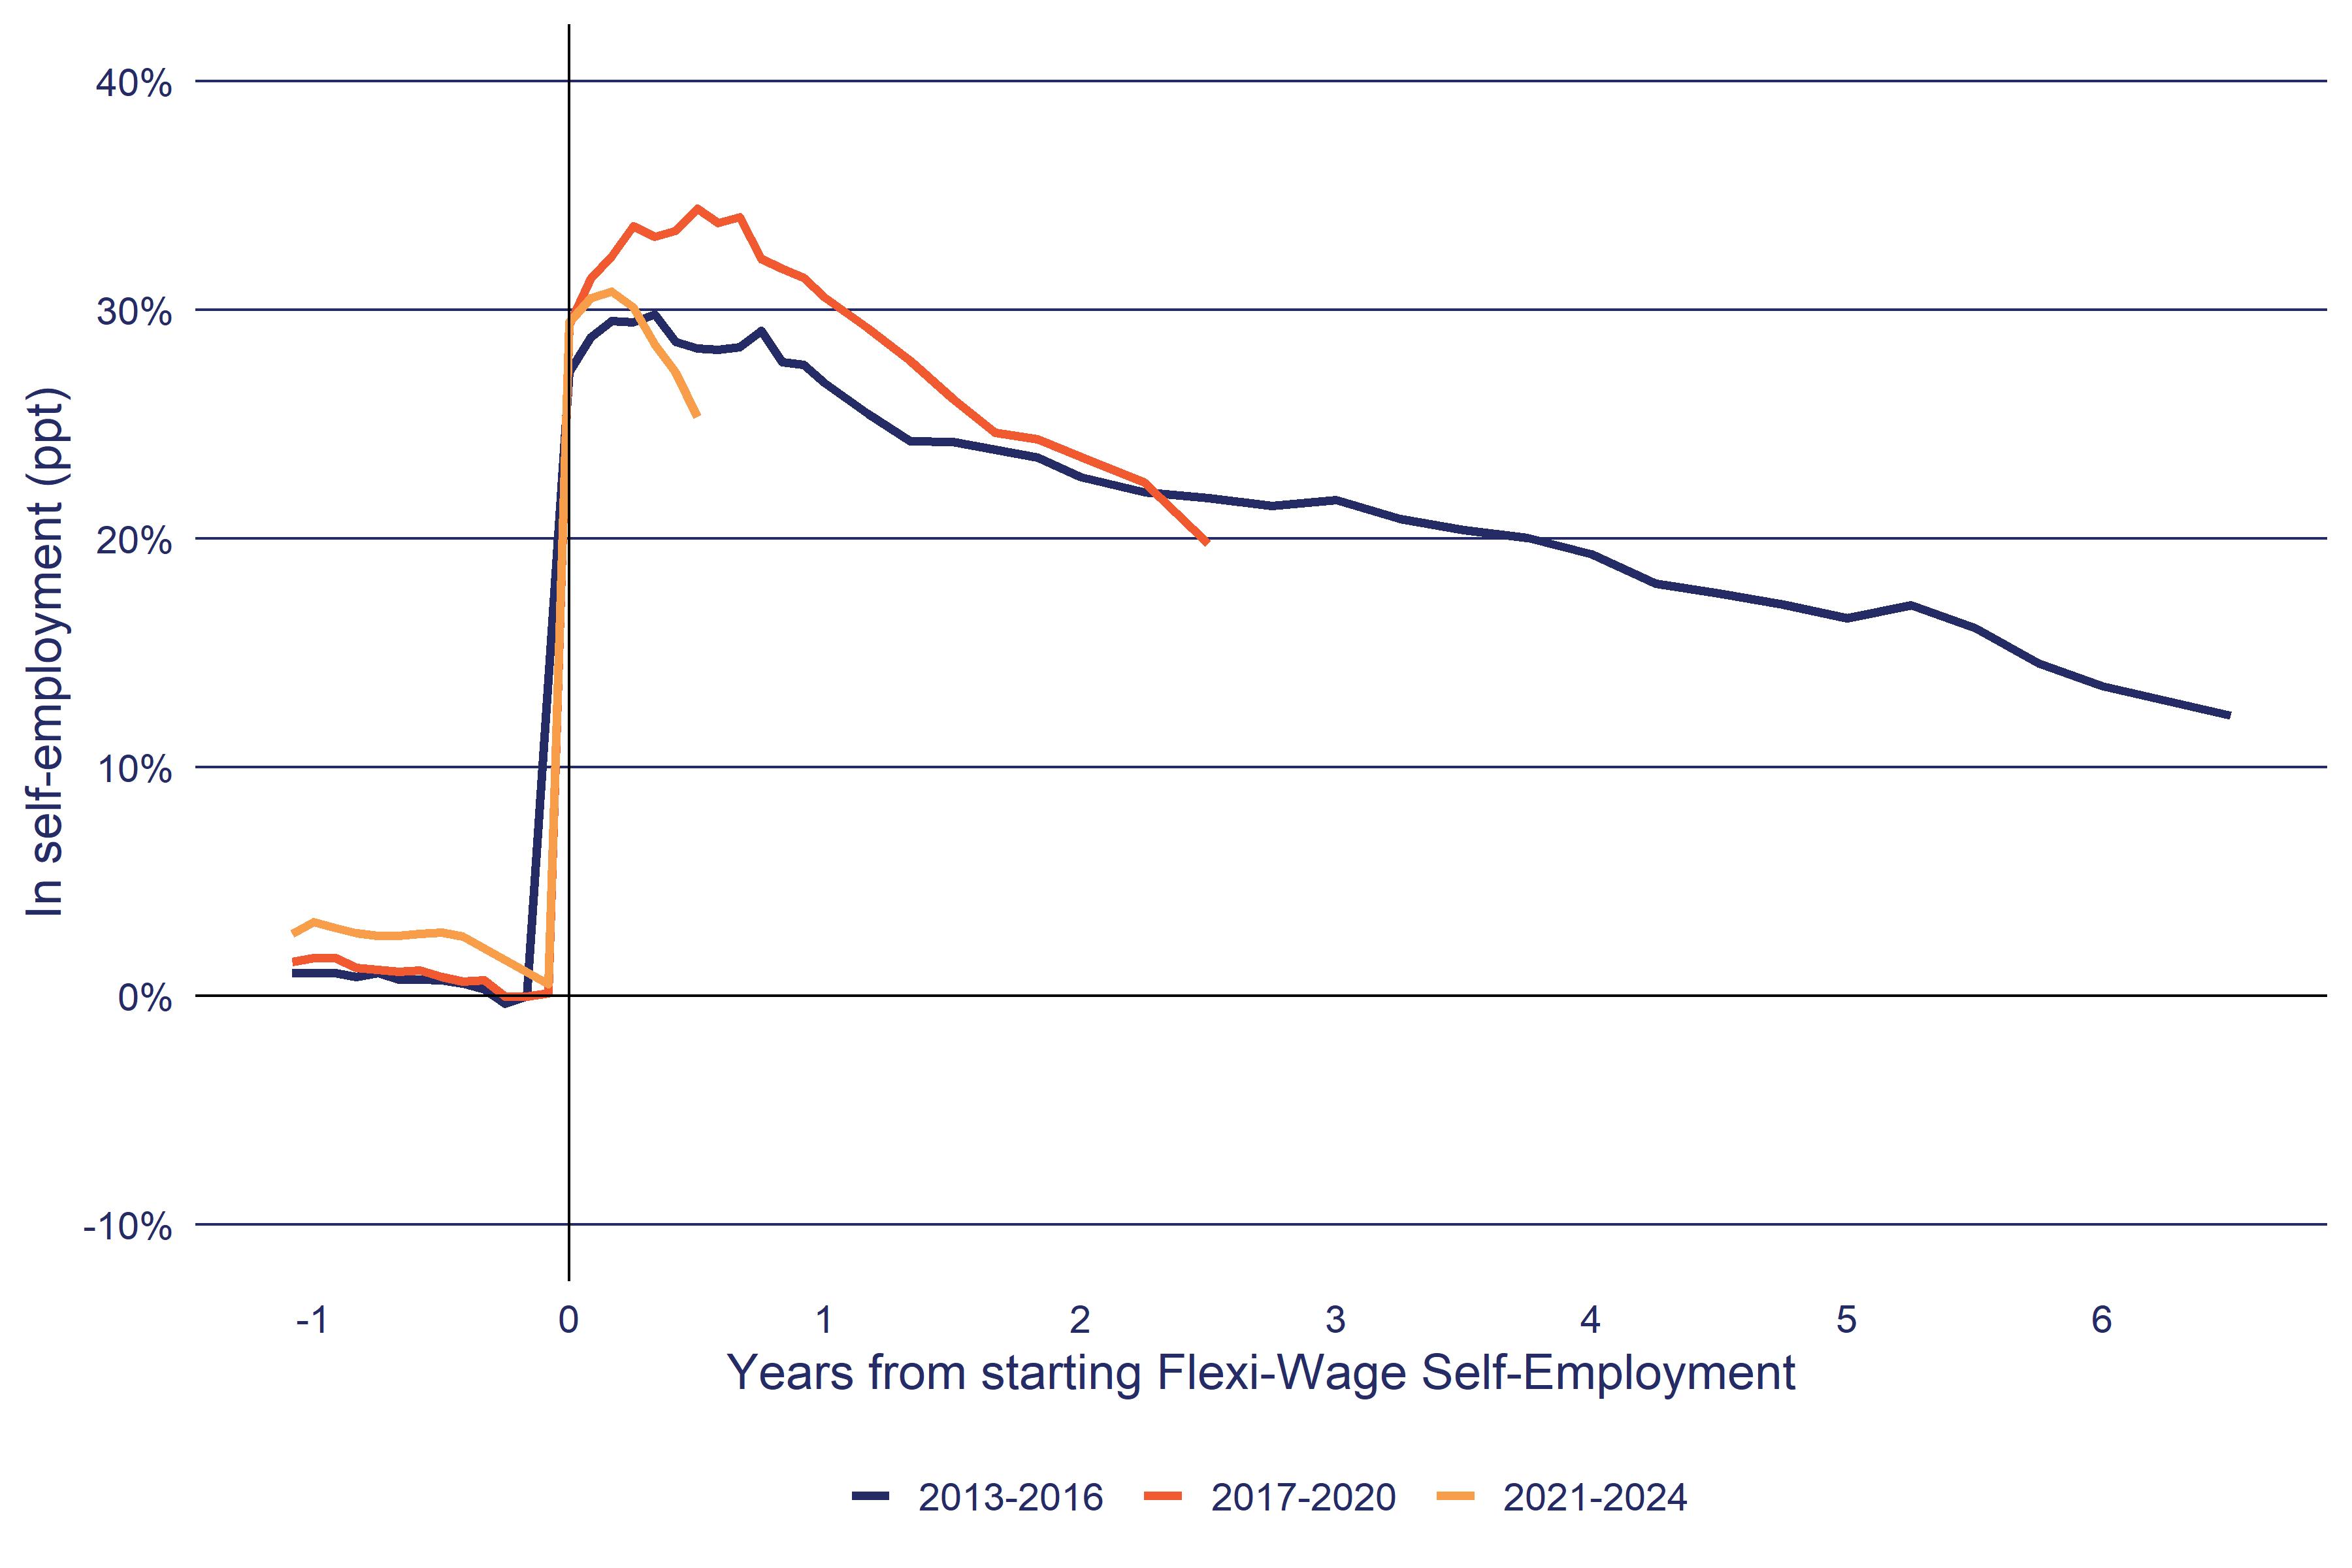 40%
30%
20%
10%
0%
-10%
In self-employment (ppt)
-1 0 1 2 3 4 5 6
Years from starting Flexi-Wage Self-Employment
2013-2016 2017-2020 2021-2024